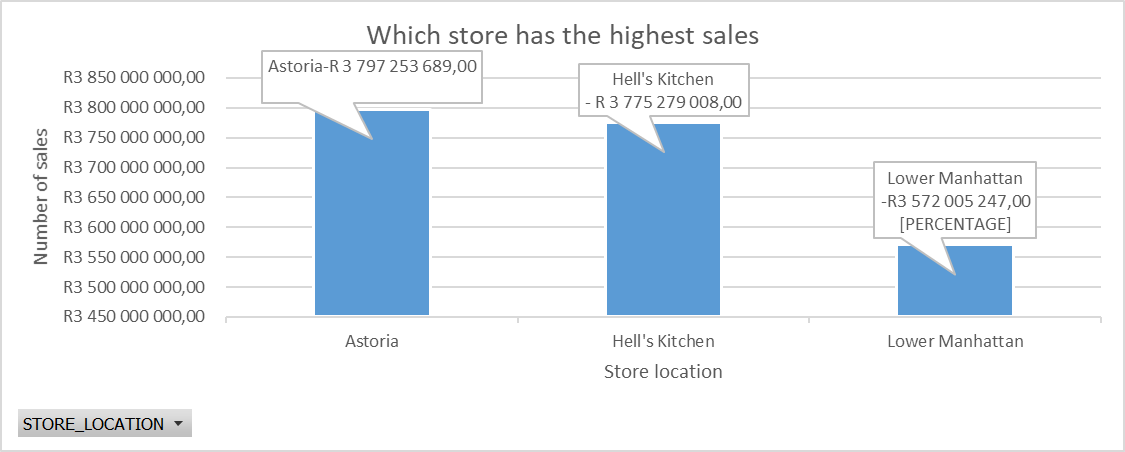 Which store has the highest sales
Astoria-R 3 797 253 689,00
Hell's Kitchen
- R 3 775 279 008,00
Lower Manhattan
-R3 572 005 247,00
[PERCENTAGE]
Number of sales
R3 850 000 000,00
R3 800 000 000,00
R3 750 000 000,00
R3 700 000 000,00
R3 650 000 000,00
R3 600 000 000,00
R3 550 000 000,00
R3 500 000 000,00
R3 450 000 000,00
Astoria
Hell's Kitchen
Lower Manhattan
Store location
STORE_LOCATION